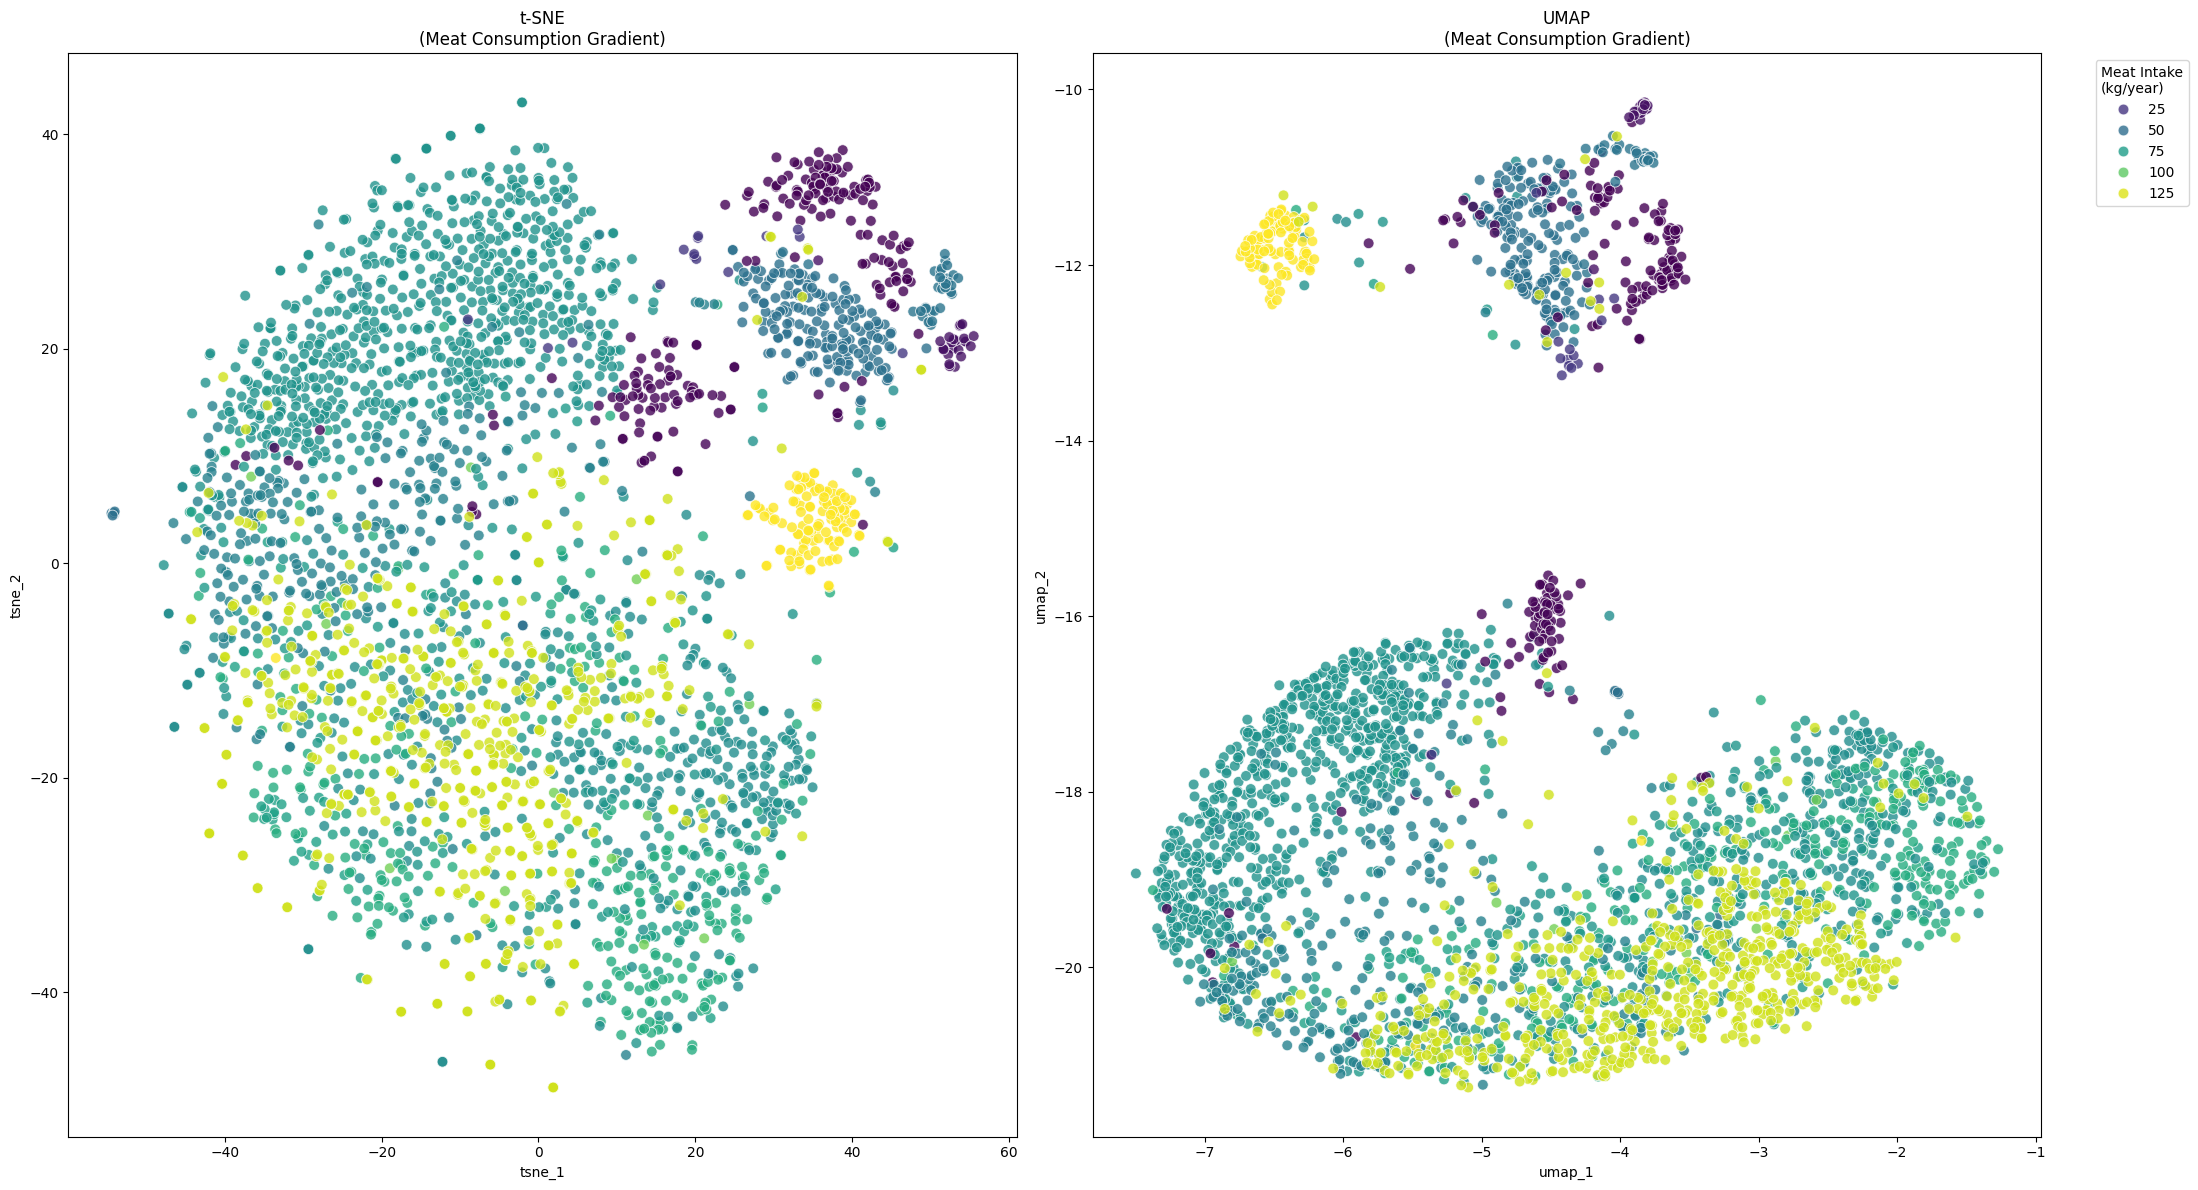 t-SNE
(Meat Consumption Gradient)
40
20
0
−20
−40
tsne_2
−40
−20
0
20
40
60
tsne_1
UMAP
(Meat Consumption Gradient)
−10
−12
−14
−16
−18
−20
umap_2
−7
−6
−5
−4
−3
−2
−1
umap_1
Meat Intake
(kg/year)
25
50
75
100
125